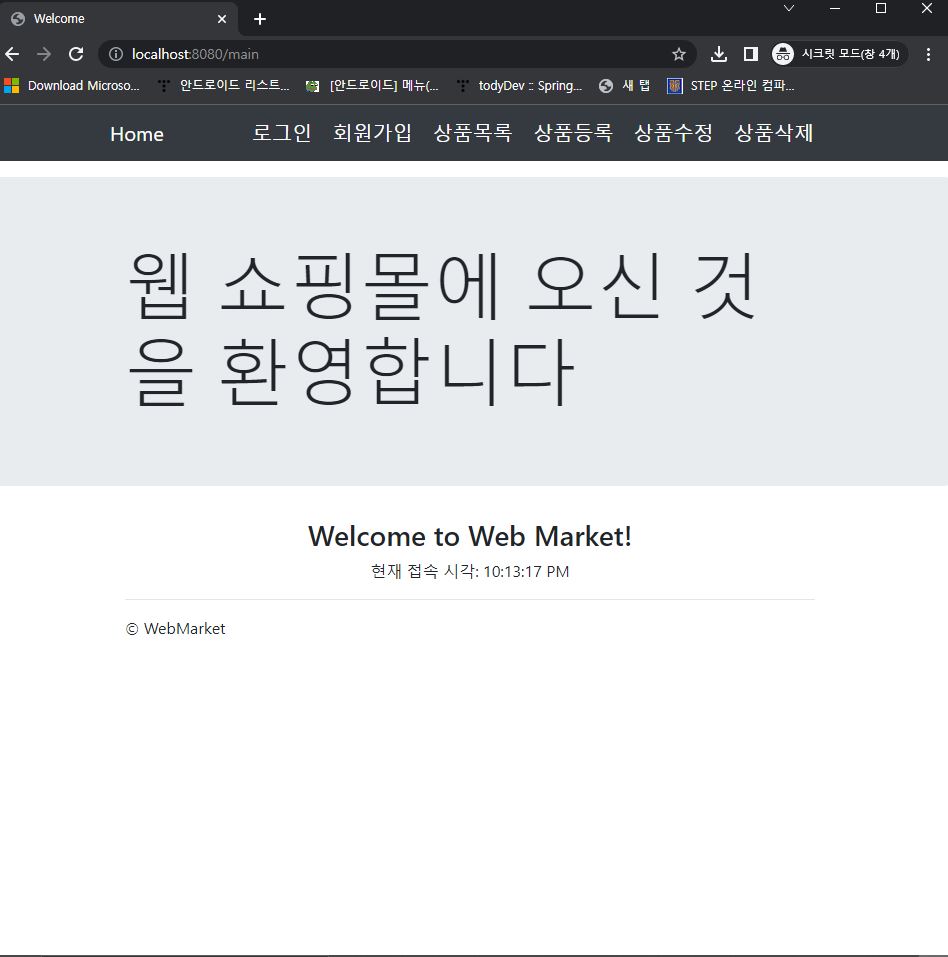 Welcome
localhost:8080/main
시크릿 모드(창 4개)
Download Microso...
안드로이드 리스트...
[안드로이드] 메뉴(...
todyDev :: Spring...
새 탭
STEP 온라인 컴파...
Home 로그인 회원가입 상품목록 상품등록 상품수정 상품삭제
웹 쇼핑몰에 오신 것
을 환영합니다
Welcome to Web Market!
현재 접속 시각: 10:13:17 PM
© WebMarket